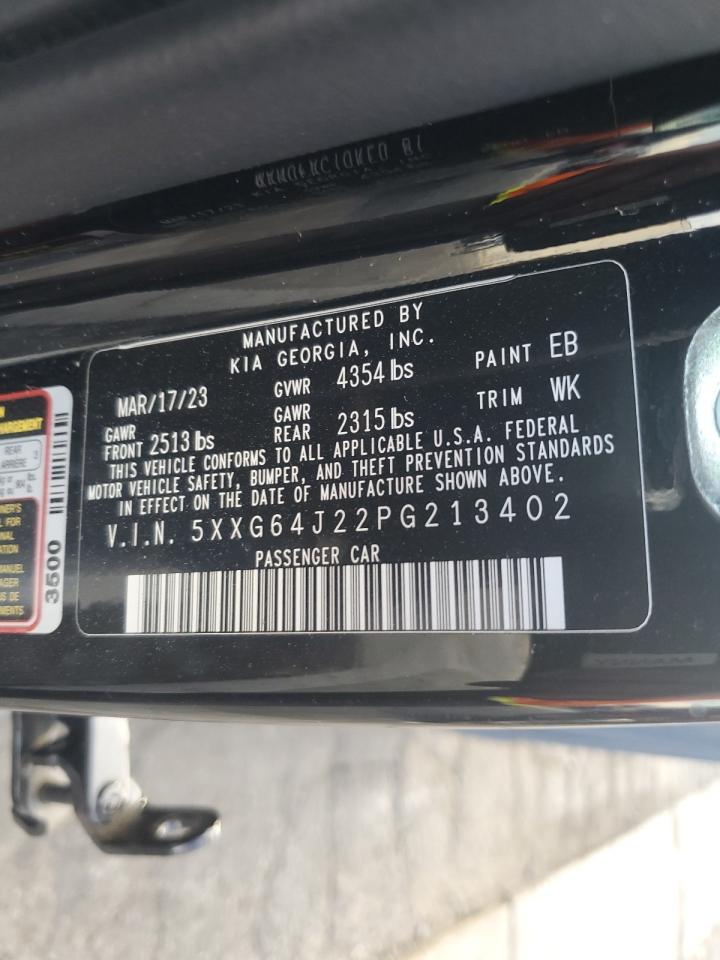 MANUFACTURED BY
KIA GEORGIA, INC.
MAR/17/23 GVWR 4354 lbs PAINT EB
GAWR FRONT 2513 lbs GAWR REAR 2315 lbs TRIM WK
THIS VEHICLE CONFORMS TO ALL APPLICABLE U.S.A. FEDERAL
MOTOR VEHICLE SAFETY, BUMPER, AND THEFT PREVENTION STANDARDS
IN EFFECT ON THE DATE OF MANUFACTURE SHOWN ABOVE.
V.I.N. 5XXG64J22PG213402
PASSENGER CAR
REAR
ARRIÈRE
3500